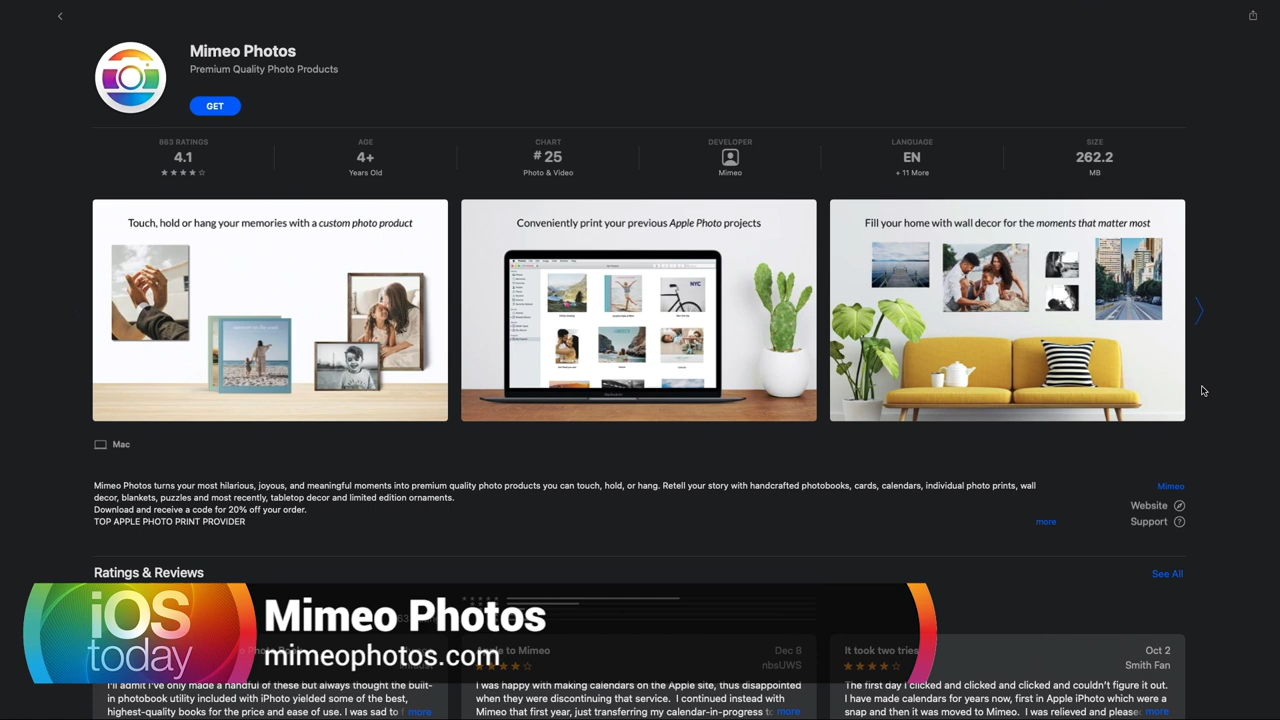 Mimeo Photos
Premium Quality Photo Products
GET
863 RATINGS
4.1
AGE
4+
Years Old
CHART
#25
Photo & Video
DEVELOPER
Mimeo
LANGUAGE
EN
+ 11 More
SIZE
262.2
MB
Touch, hold or hang your memories with a custom photo product
Conveniently print your previous Apple Photo projects
NYC
Fill your home with wall decor for the moments that matter most
Mac
Mimeo Photos turns your most hilarious, joyous, and meaningful moments into premium quality photo products you can touch, hold, or hang. Retell your story with handcrafted photobooks, cards, calendars, individual photo prints, wall
decor, blankets, puzzles and most recently, tabletop decor and limited edition ornaments.
Download and receive a code for 20% off your order.
TOP APPLE PHOTO PRINT PROVIDER
more
Mimeo
Website
Support
Ratings & Reviews
See All
iOS
today
Mimeo Photos
mimeophotos.com
to Mimeo
Dec 8
nbsUWS
It took two tries
Oct 2
Smith Fan
I'll admit I've only made a handful of these but always thought the built-
in photobook utility included with iPhoto yielded some of the best,
highest-quality books for the price and ease of use. I was sad to more
I was happy with making calendars on the Apple site, thus disappointed
when they were discontinuing that service. I continued instead with
Mimeo that first year, just transferring my calendar-in-progress to more
The first day I clicked and clicked and clicked and couldn't figure it out.
I have made calendars for years now, first in Apple iPhoto which were a
snap and then it was moved to Mimeo. I was relieved and please more